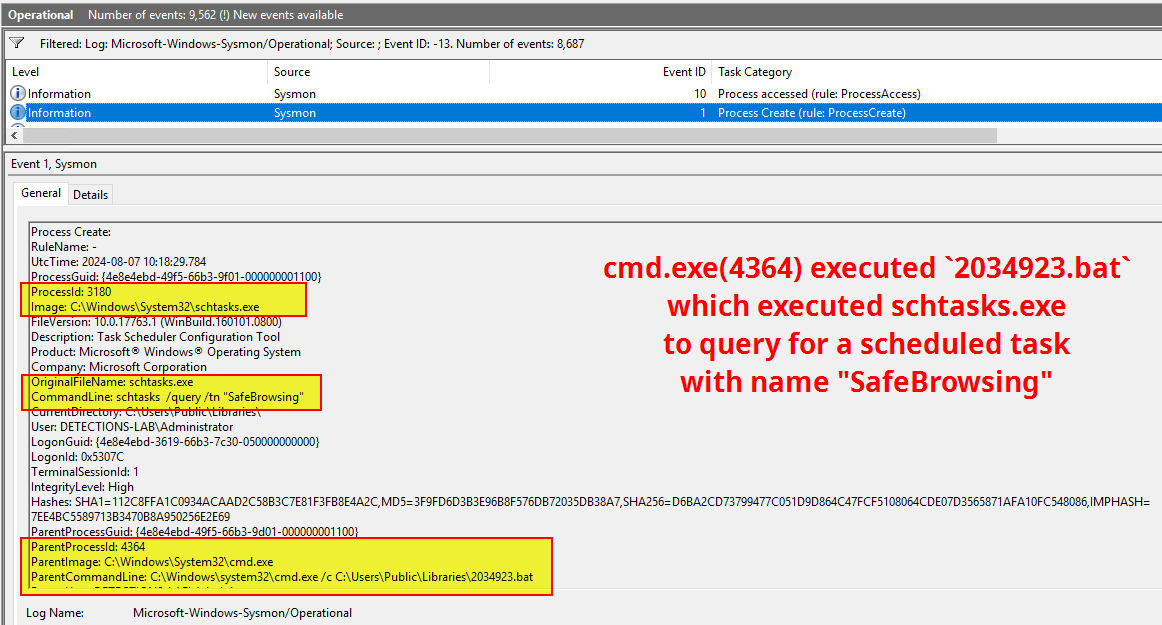 Operational Number of events: 9,562 (!) New events available
Filtered: Log: Microsoft-Windows-Sysmon/Operational; Source: ; Event ID: -13. Number of events: 8,687
Level Source Event ID Task Category
Information Sysmon 10 Process accessed (rule: ProcessAccess)
Information Sysmon 1 Process Create (rule: ProcessCreate)
Event 1, Sysmon
General Details
Process Create:
RuleName: -
UtcTime: 2024-08-07 10:18:29.784
ProcessGuid: {4e8e4ebd-49f5-66b3-9f01-000000001100}
ProcessId: 3180
Image: C:\Windows\System32\schtasks.exe
FileVersion: 10.0.17763.1 (WinBuild.160101.0800)
Description: Task Scheduler Configuration Tool
Product: Microsoft® Windows® Operating System
Company: Microsoft Corporation
OriginalFileName: schtasks.exe
CommandLine: schtasks /query /tn "SafeBrowsing"
CurrentDirectory: C:\Users\Public\Libraries\
User: DETECTIONS-LAB\Administrator
LogonGuid: {4e8e4ebd-3619-66b3-7c30-050000000000}
LogonId: 0x5307C
TerminalSessionId: 1
IntegrityLevel: High
Hashes: SHA1=112C8FFA1C0934ACAAD2C58B3C7E81F3FB8E4A2C,MD5=3F9FD6D3B3E96B8F576DB72035DB38A7,SHA256=D6BA2CD73799477C051D9D864C47FCF5108064CDE07D3565871AFA10FC548086,IMPHASH=
7EE4BC5589713B3470B8A950256E2E69
ParentProcessGuid: {4e8e4ebd-49f5-66b3-9d01-000000001100}
ParentProcessId: 4364
ParentImage: C:\Windows\System32\cmd.exe
ParentCommandLine: C:\Windows\system32\cmd.exe /c C:\Users\Public\Libraries\2034923.bat
cmd.exe(4364) executed `2034923.bat`
which executed schtasks.exe
to query for a scheduled task
with name "SafeBrowsing"
Log Name: Microsoft-Windows-Sysmon/Operational